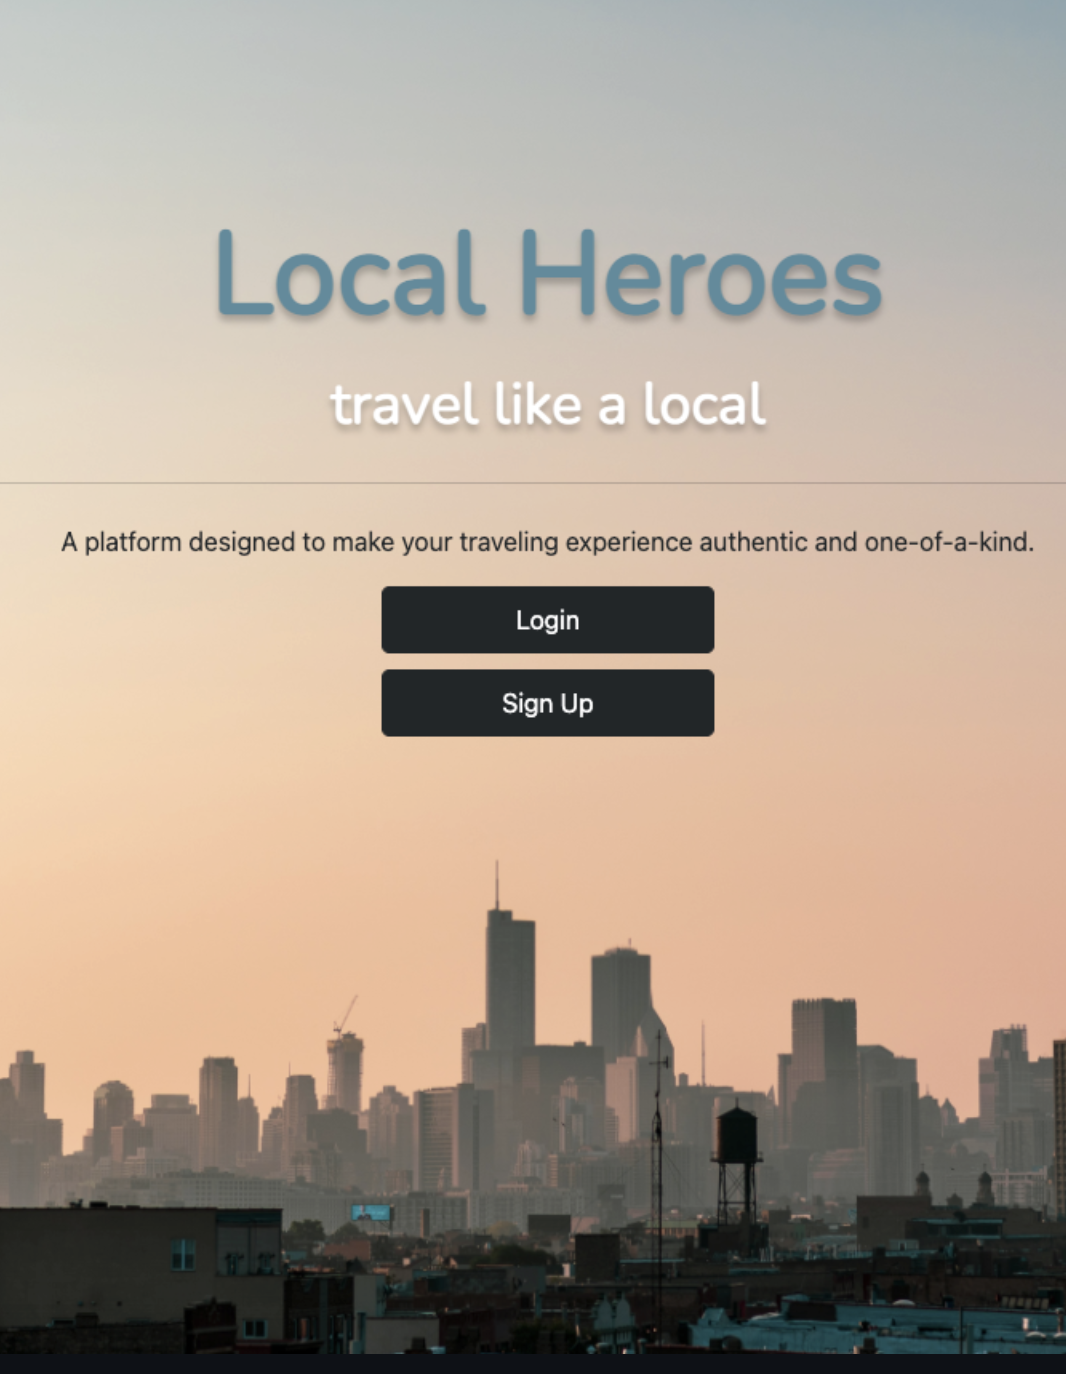 Local Heroes
travel like a local
A platform designed to make your traveling experience authentic and one-of-a-kind.
Login
Sign Up